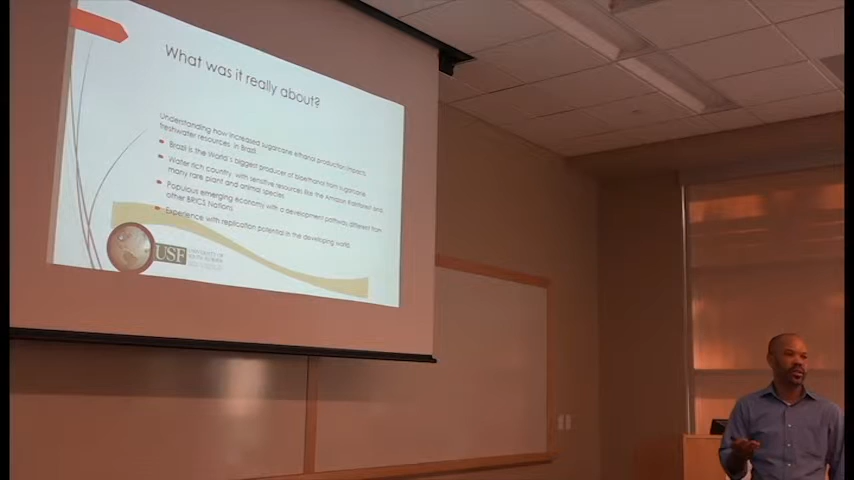 What was it really about?
Understanding how increased sugarcane ethanol production impacts
freshwater resources in Brazil
Brazil is the World's biggest producer of bioethanol from sugarcane
Water rich country, with sensitive resources like the Amazon Rainforest and
many rare plant and animal species
Populous emerging economy with a development pathway different from
other BRICS Nations
Experience with replication potential in the developing world
USF
UNIVERSITY OF